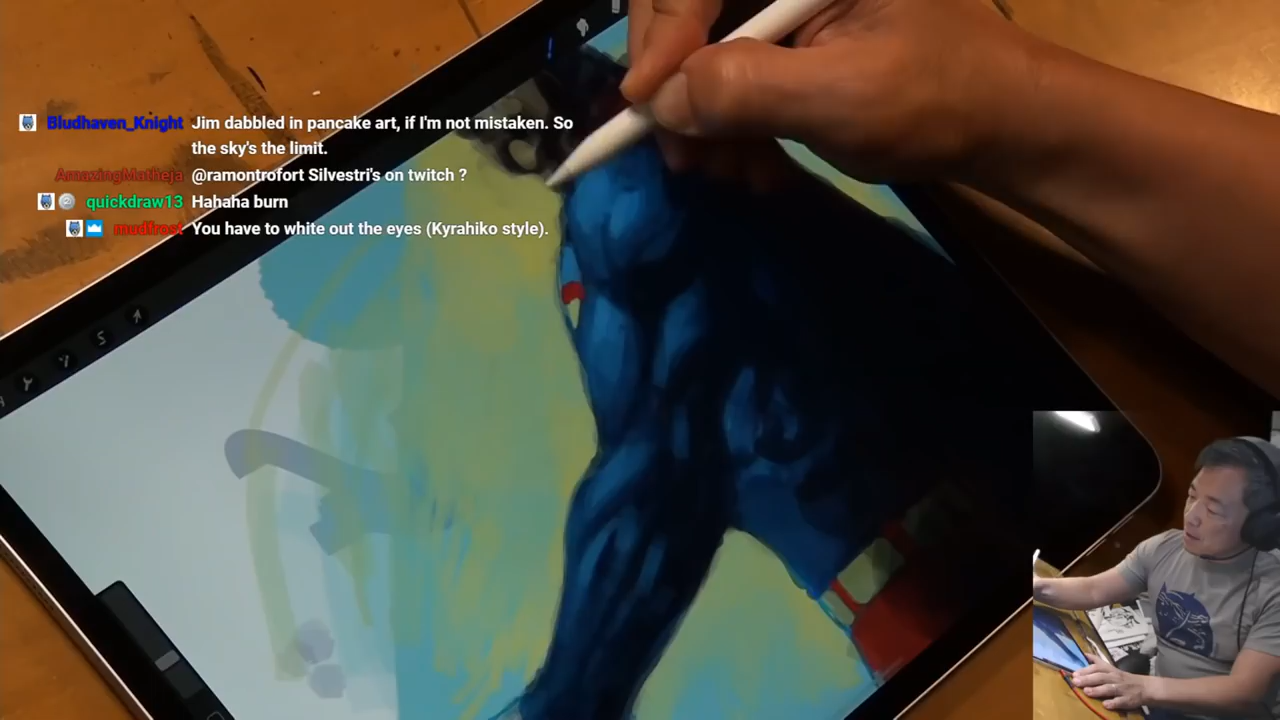 Bludhaven_Knight Jim dabbled in pancake art, if I'm not mistaken. So
the sky's the limit.
AmazingMatheja @ramontrofort Silvestri's on twitch ?
quickdraw13 Hahaha burn
mudfrost You have to white out the eyes (Kyrahiko style).